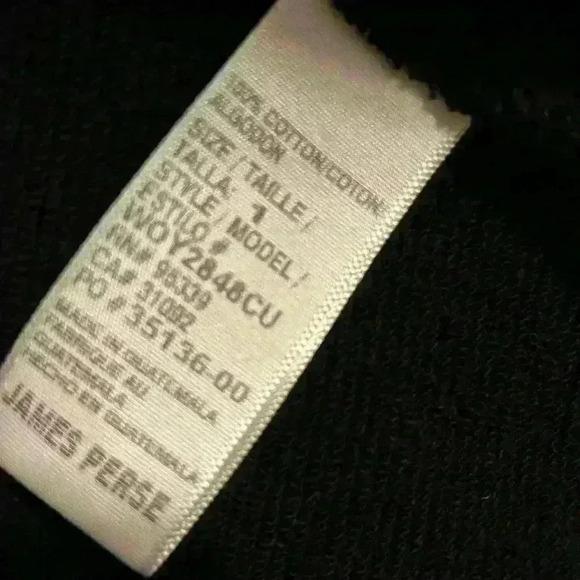 100% COTTON/COTON/
ALGODON
SIZE / TAILLE /
TALLA: 1
STYLE / MODEL /
ESTILO #
WOY2848CU
RN# 98339
CA# 31092
PO # 35136-00
MADE IN GUATEMALA
FABRIQUE AU
GUATEMALA
HECHO EN GUATEMALA
JAMES PERSE